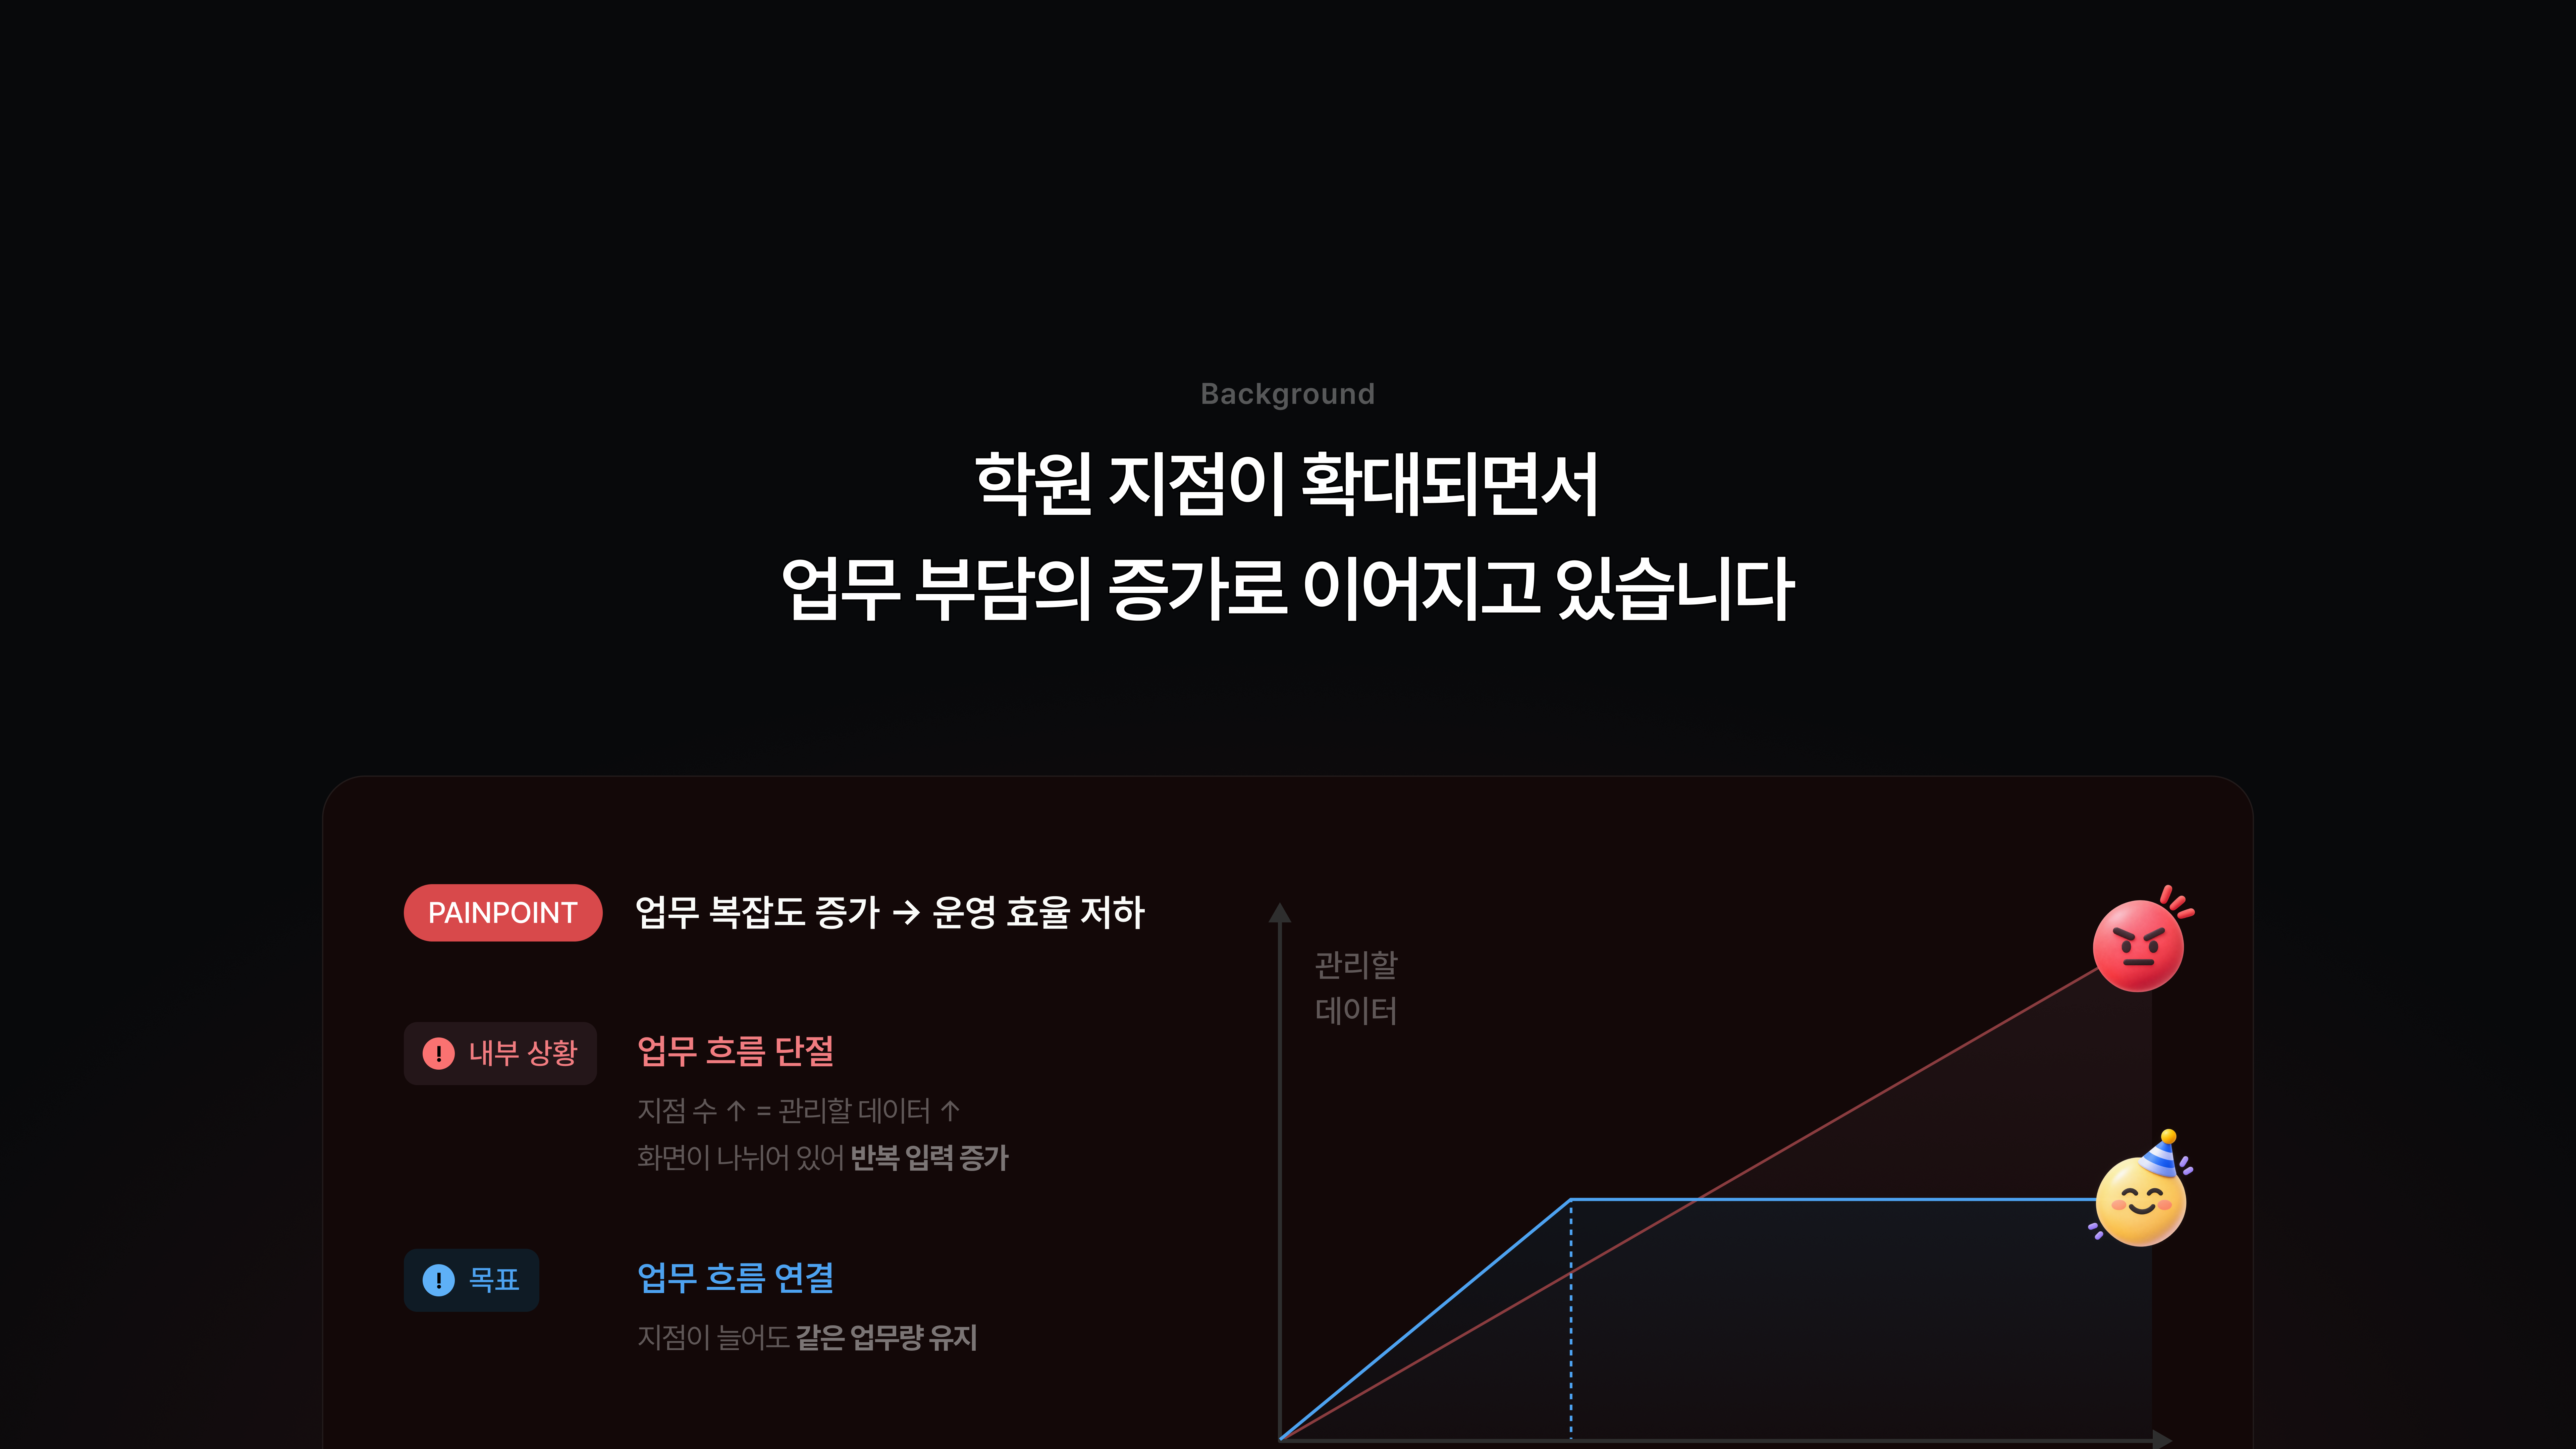 Background
학원 지점이 확대되면서
업무 부담의 증가로 이어지고 있습니다
PAINPOINT
업무 복잡도 증가 → 운영 효율 저하
내부 상황
업무 흐름 단절
지점 수 ↑ = 관리할 데이터 ↑
화면이 나뉘어 있어 반복 입력 증가
목표
업무 흐름 연결
지점이 늘어도 같은 업무량 유지
관리할
데이터